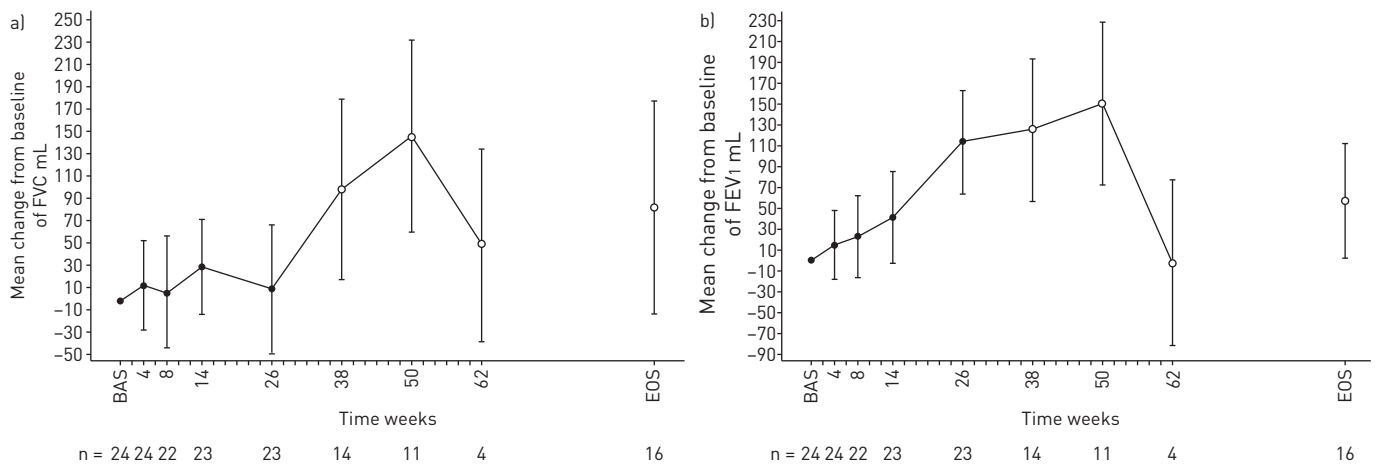 a)
Mean change from baseline
of FVC mL
250
230
210
190
170
150
130
110
90
70
50
30
10
–10
–30
–50
BAS 4 8 14 26 38 50 62 EOS
Time weeks
n = 24 24 22 23 23 14 11 4 16
b)
Mean change from baseline
of FEV1 mL
230
210
190
170
150
130
110
90
70
50
30
10
–10
–30
–50
–70
–90
BAS 4 8 14 26 38 50 62 EOS
Time weeks
n = 24 24 22 23 23 14 11 4 16